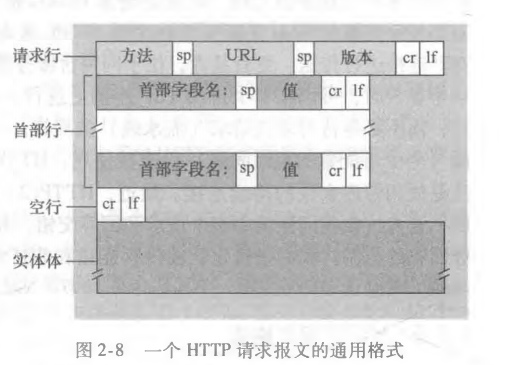 请求行 方法 sp URL sp 版本 cr lf
首部字段名： sp 值 cr lf
首部行
首部字段名： sp 值 cr lf
空行 cr lf
实体体
图 2-8 一个 HTTP 请求报文的通用格式